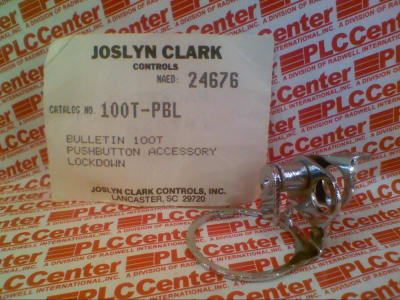 JOSLYN CLARK
CONTROLS
NAED: 24676
CATALOG NO. 100T-PBL
BULLETIN 100T
PUSHBUTTON ACCESSORY
LOCKDOWN
JOSLYN CLARK CONTROLS, INC.
LANCASTER, SC 29720
PLCCenter
A DIVISION OF RADWELL INTERNATIONAL, INC.